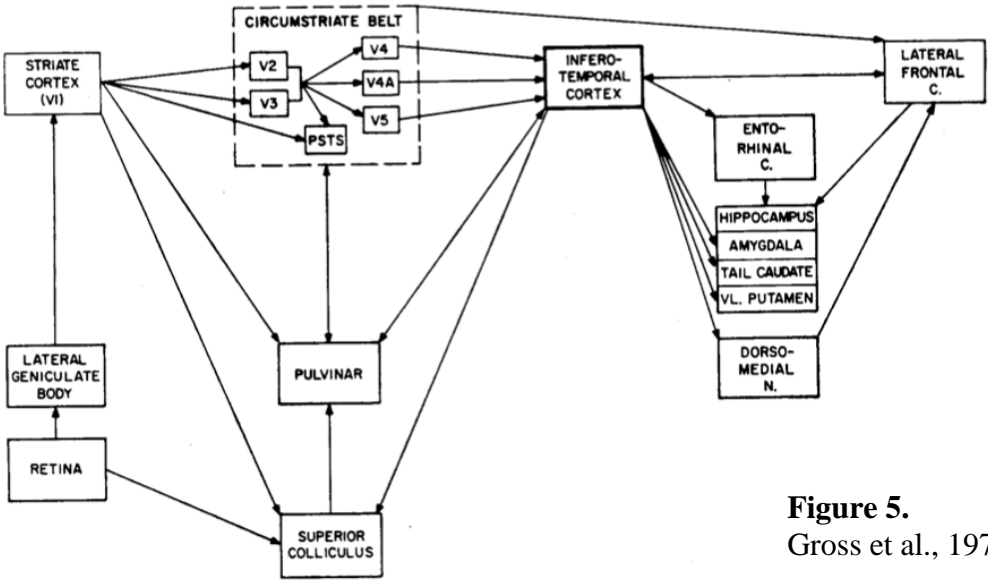 CIRCUMSTRIATE BELT
STRIATE
CORTEX
(VI)
V2
V3
V4
V4A
V5
PSTS
INFERO-
TEMPORAL
CORTEX
LATERAL
FRONTAL
C.
ENTO-
RHINAL
C.
HIPPOCAMPUS
AMYGDALA
TAIL CAUDATE
VL. PUTAMEN
DORSO-
MEDIAL
N.
LATERAL
GENICULATE
BODY
PULVINAR
RETINA
SUPERIOR
COLLICULUS
Figure 5.
Gross et al., 197